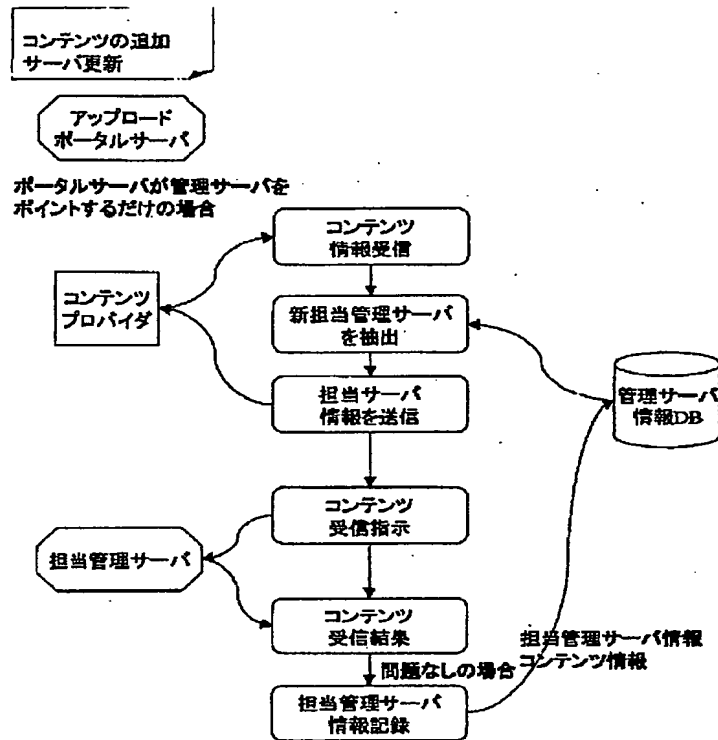 コンテンツの追加
サーバ更新
アップロード
ポータルサーバ
ポータルサーバが管理サーバを
ポイントするだけの場合
コンテンツ
情報受信
コンテンツ
プロバイダ
新担当管理サーバ
を抽出
担当サーバ
情報を送信
管理サーバ
情報DB
コンテンツ
受信指示
担当管理サーバ
コンテンツ
受信結果
担当管理サーバ情報
コンテンツ情報
問題なしの場合
担当管理サーバ
情報記録